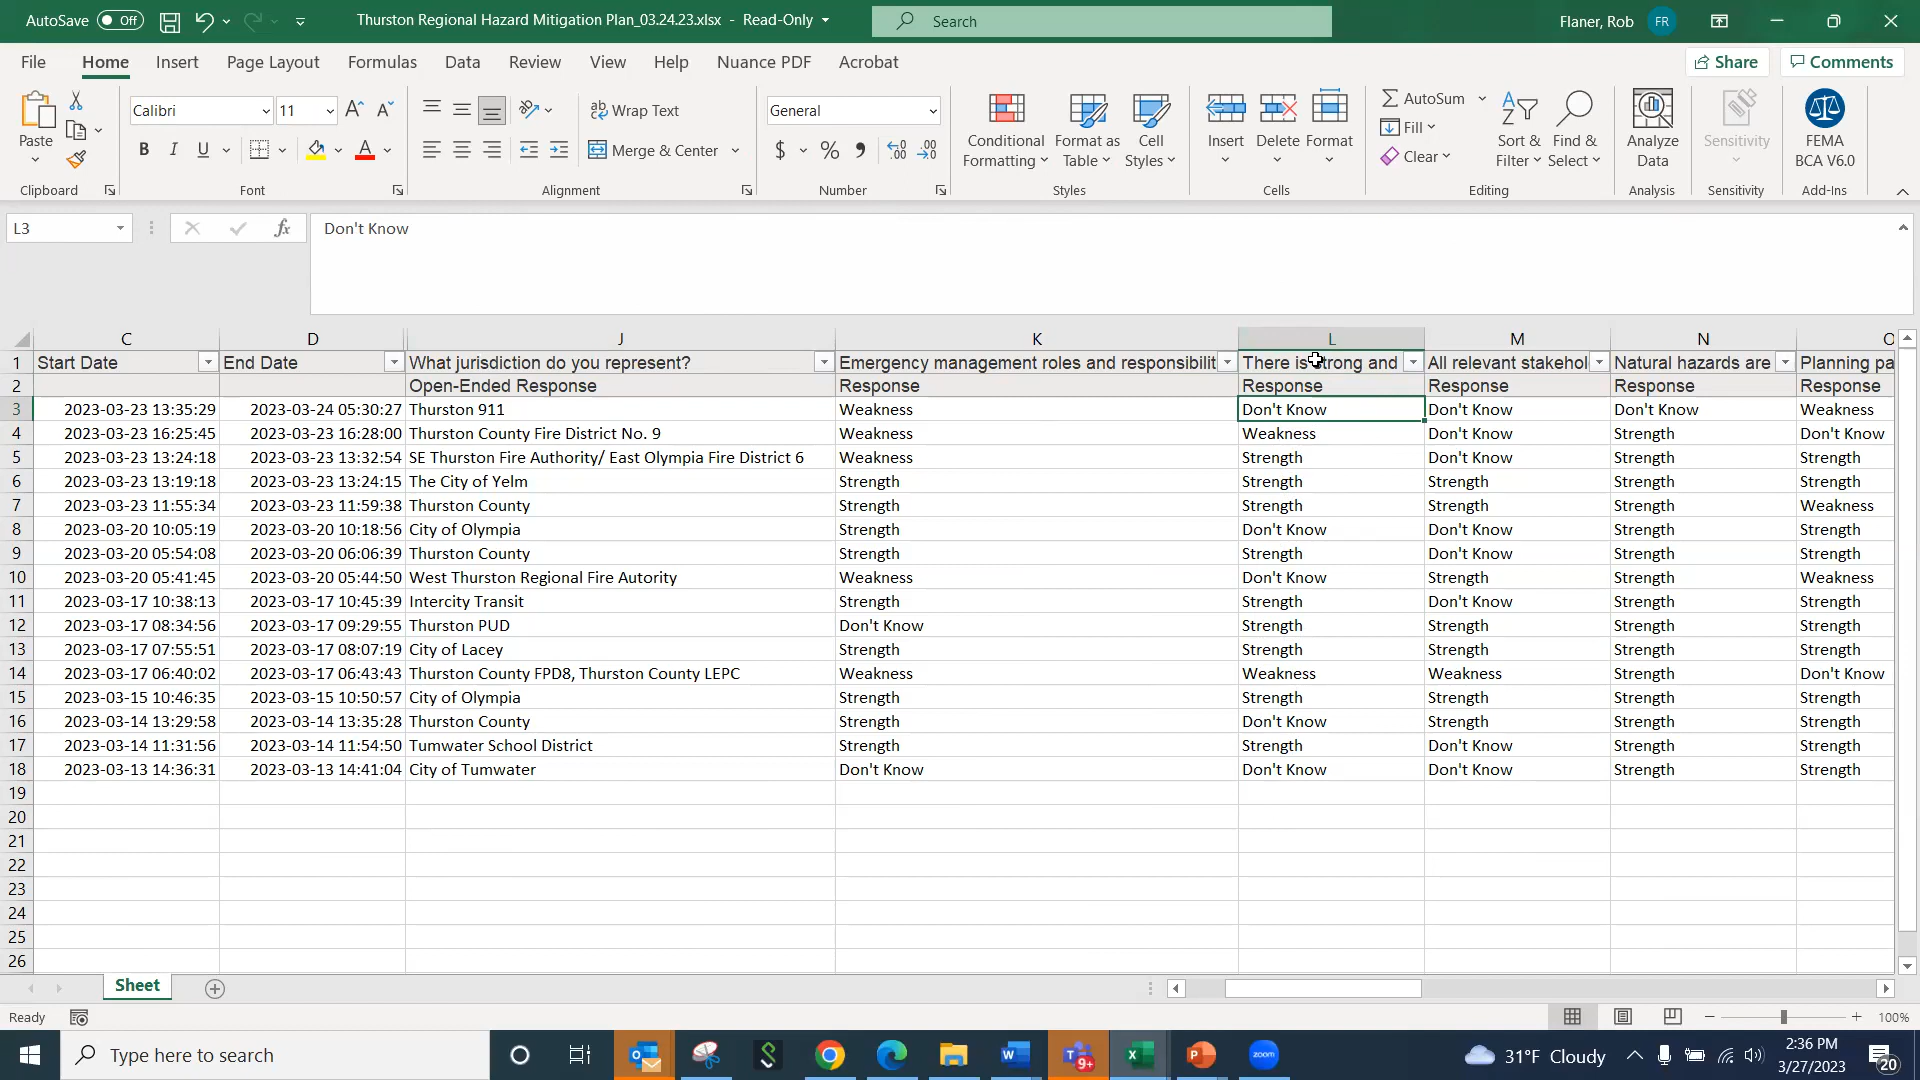 AutoSave Off Thurston Regional Hazard Mitigation Plan_03.24.23.xlsx - Read-Only Search Flaner, Rob FR
File Home Insert Page Layout Formulas Data Review View Help Nuance PDF Acrobat Share Comments
Paste Calibri 11 Wrap Text Merge & Center General Conditional Formatting Format as Table Cell Styles Insert Delete Format AutoSum Fill Clear Sort & Filter Find & Select Analyze Data Sensitivity FEMA BCA V6.0
Clipboard Font Alignment Number Styles Cells Editing Analysis Sensitivity Add-Ins
L3 fx Don't Know
C D J K L M N O
1 Start Date End Date What jurisdiction do you represent? Emergency management roles and responsibilit There is strong and All relevant stakehol Natural hazards are Planning pa
2 Open-Ended Response Response Response Response Response Response
3 2023-03-23 13:35:29 2023-03-24 05:30:27 Thurston 911 Weakness Don't Know Don't Know Don't Know Weakness
4 2023-03-23 16:25:45 2023-03-23 16:28:00 Thurston County Fire District No. 9 Weakness Weakness Don't Know Strength Don't Know
5 2023-03-23 13:24:18 2023-03-23 13:32:54 SE Thurston Fire Authority/ East Olympia Fire District 6 Weakness Strength Don't Know Strength Strength
6 2023-03-23 13:19:18 2023-03-23 13:24:15 The City of Yelm Strength Strength Strength Strength Strength
7 2023-03-23 11:55:34 2023-03-23 11:59:38 Thurston County Strength Strength Strength Strength Weakness
8 2023-03-20 10:05:19 2023-03-20 10:18:56 City of Olympia Strength Don't Know Don't Know Strength Strength
9 2023-03-20 05:54:08 2023-03-20 06:06:39 Thurston County Strength Strength Don't Know Strength Strength
10 2023-03-20 05:41:45 2023-03-20 05:44:50 West Thurston Regional Fire Autority Weakness Don't Know Strength Strength Weakness
11 2023-03-17 10:38:13 2023-03-17 10:45:39 Intercity Transit Strength Strength Don't Know Strength Strength
12 2023-03-17 08:34:56 2023-03-17 09:29:55 Thurston PUD Don't Know Strength Strength Strength Strength
13 2023-03-17 07:55:51 2023-03-17 08:07:19 City of Lacey Strength Strength Strength Strength Strength
14 2023-03-17 06:40:02 2023-03-17 06:43:43 Thurston County FPD8, Thurston County LEPC Weakness Weakness Weakness Strength Don't Know
15 2023-03-15 10:46:35 2023-03-15 10:50:57 City of Olympia Strength Strength Strength Strength Strength
16 2023-03-14 13:29:58 2023-03-14 13:35:28 Thurston County Strength Don't Know Strength Strength Strength
17 2023-03-14 11:31:56 2023-03-14 11:54:50 Tumwater School District Strength Strength Don't Know Strength Strength
18 2023-03-13 14:36:31 2023-03-13 14:41:04 City of Tumwater Don't Know Don't Know Don't Know Strength Strength
19
20
21
22
23
24
25
26
Sheet
Ready 100%
Type here to search 9+ zoom 31°F Cloudy 2:36 PM
3/27/2023 20